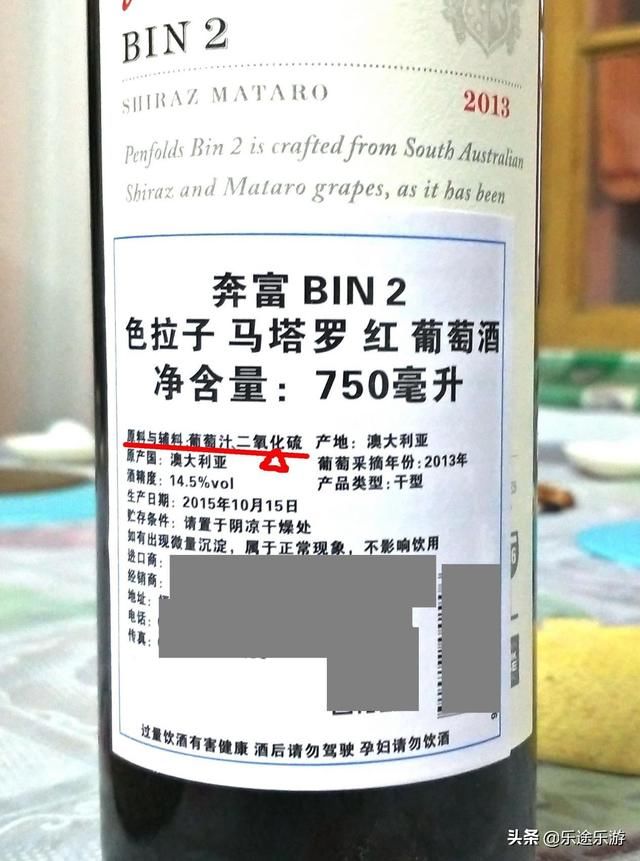 BIN 2
SHIRAZ MATARO 2013
Penfolds Bin 2 is crafted from South Australian
Shiraz and Mataro grapes, as it has been
奔富 BIN 2
色拉子 马塔罗 红 葡萄酒
净含量：750毫升
原料与辅料:葡萄汁.二氧化硫 产地：澳大利亚
原产国：澳大利亚 葡萄采摘年份:2013年
酒精度：14.5%vol 产品类型:干型
生产日期：2015年10月15日
贮存条件：请置于阴凉干燥处
如有出现微量沉淀，属于正常现象，不影响饮用
进口商：
经销商：
地址：
电话：
传真：
过量饮酒有害健康 酒后请勿驾驶 孕妇请勿饮酒
头条 @乐途乐游